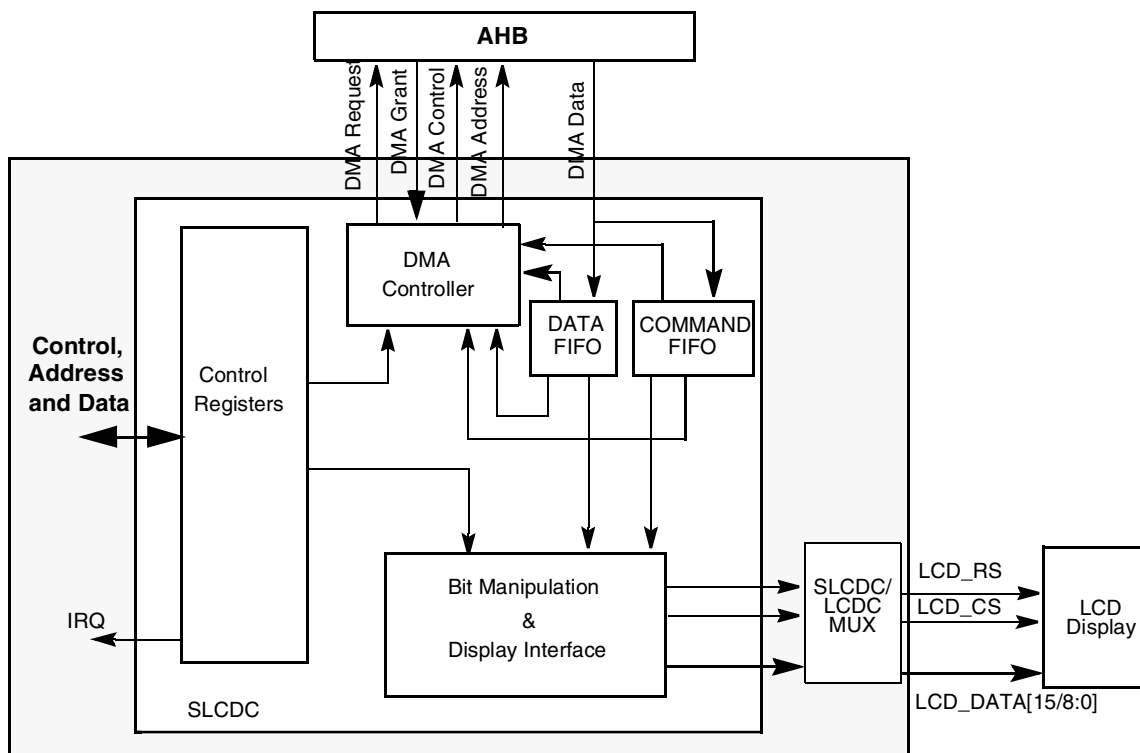 AHB
DMA Request
DMA Grant
DMA Control
DMA Address
DMA Data
DMA
Controller
DATA
FIFO
COMMAND
FIFO
Control,
Address
and Data
Control
Registers
IRQ
Bit Manipulation
&
Display Interface
SLCDC/
LCDC
MUX
LCD_RS
LCD_CS
LCD_DATA[15/8:0]
LCD
Display
SLCDC